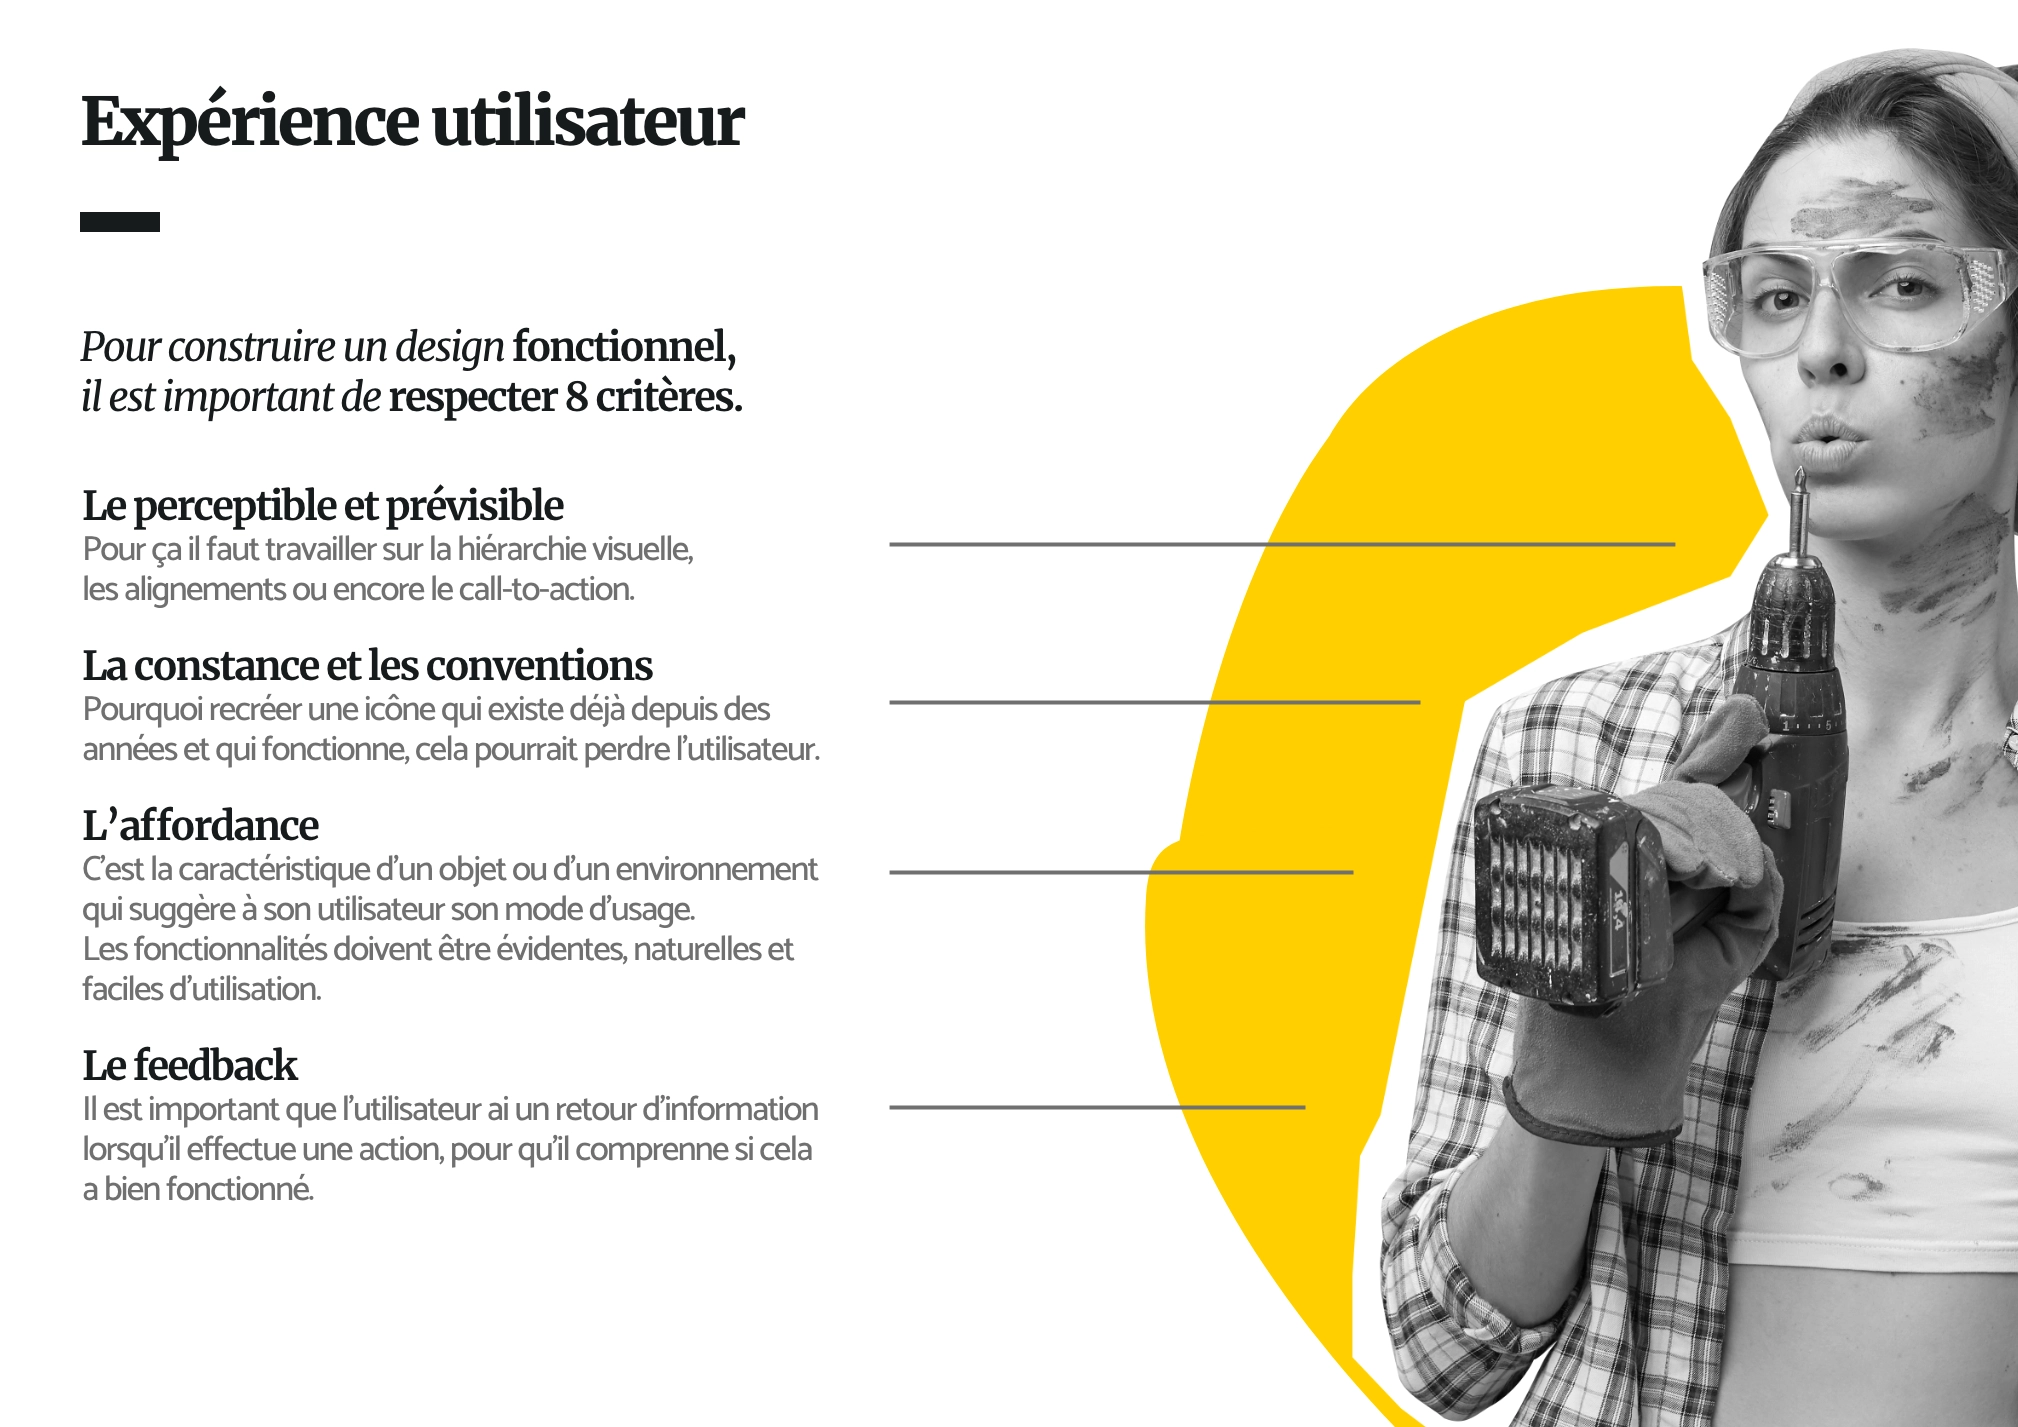 Expérience utilisateur
Pour construire un design fonctionnel,
il est important de respecter 8 critères.
Le perceptible et prévisible
Pour ça il faut travailler sur la hiérarchie visuelle,
les alignements ou encore le call-to-action.
La constance et les conventions
Pourquoi recréer une icône qui existe déjà depuis des
années et qui fonctionne, cela pourrait perdre l’utilisateur.
L’affordance
C’est la caractéristique d’un objet ou d’un environnement
qui suggère à son utilisateur son mode d’usage.
Les fonctionnalités doivent être évidentes, naturelles et
faciles d’utilisation.
Le feedback
Il est important que l’utilisateur ai un retour d’information
lorsqu’il effectue une action, pour qu’il comprenne si cela
a bien fonctionné.
1 5